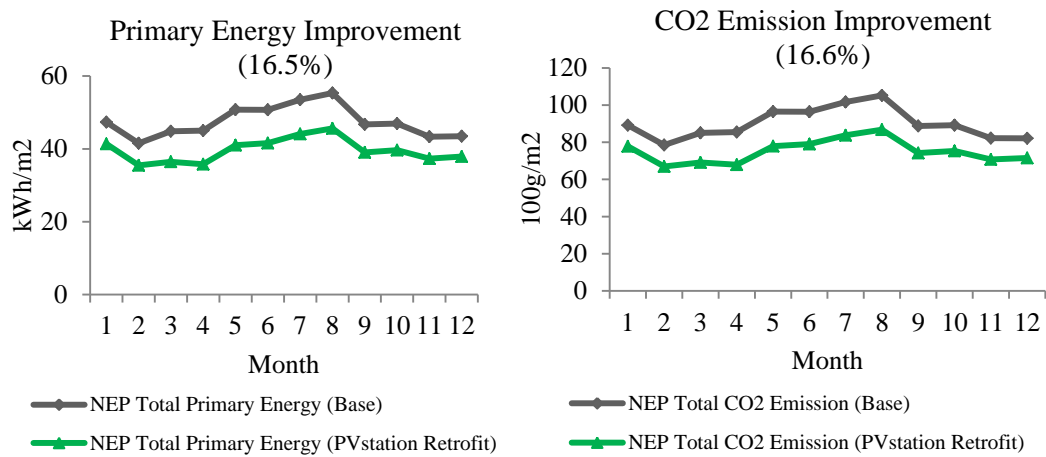 Primary Energy Improvement
(16.5%)
60
40
20
0
kWh/m2
1 2 3 4 5 6 7 8 9 10 11 12
Month
NEP Total Primary Energy (Base)
NEP Total Primary Energy (PVstation Retrofit)
CO2 Emission Improvement
(16.6%)
120
100
80
60
40
20
0
100g/m2
1 2 3 4 5 6 7 8 9 10 11 12
Month
NEP Total CO2 Emission (Base)
NEP Total CO2 Emission (PVstation Retrofit)